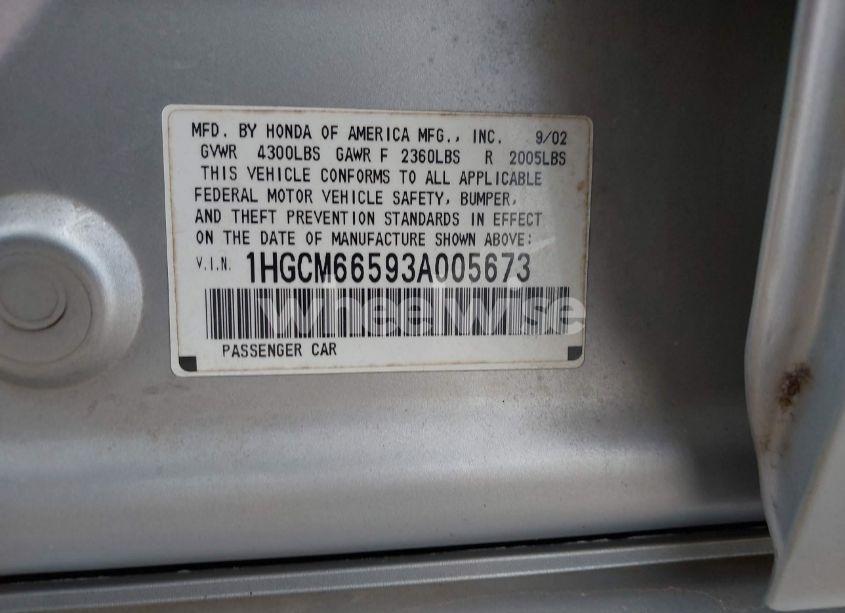 MFD. BY HONDA OF AMERICA MFG., INC. 9/02
GVWR 4300LBS GAWR F 2360LBS R 2005LBS
THIS VEHICLE CONFORMS TO ALL APPLICABLE
FEDERAL MOTOR VEHICLE SAFETY, BUMPER,
AND THEFT PREVENTION STANDARDS IN EFFECT
ON THE DATE OF MANUFACTURE SHOWN ABOVE:
V.I.N. 1HGCM66593A005673
wheelwise
PASSENGER CAR